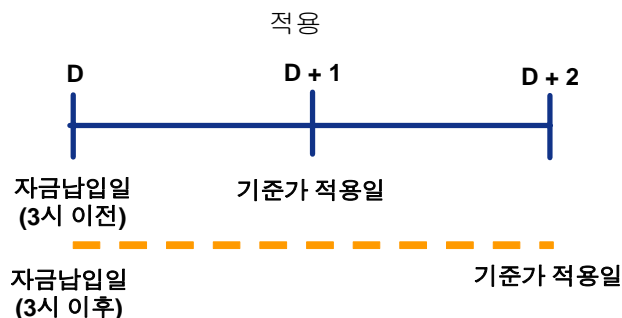 적용
D
D + 1
D + 2
자금납입일
(3시 이전)
기준가 적용일
자금납입일
(3시 이후)
기준가 적용일